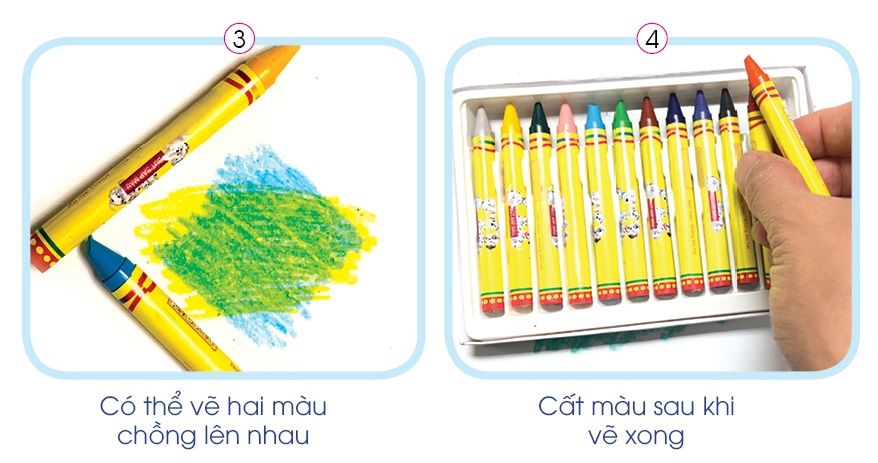 3
Có thể vẽ hai màu
chồng lên nhau
4
Cất màu sau khi
vẽ xong